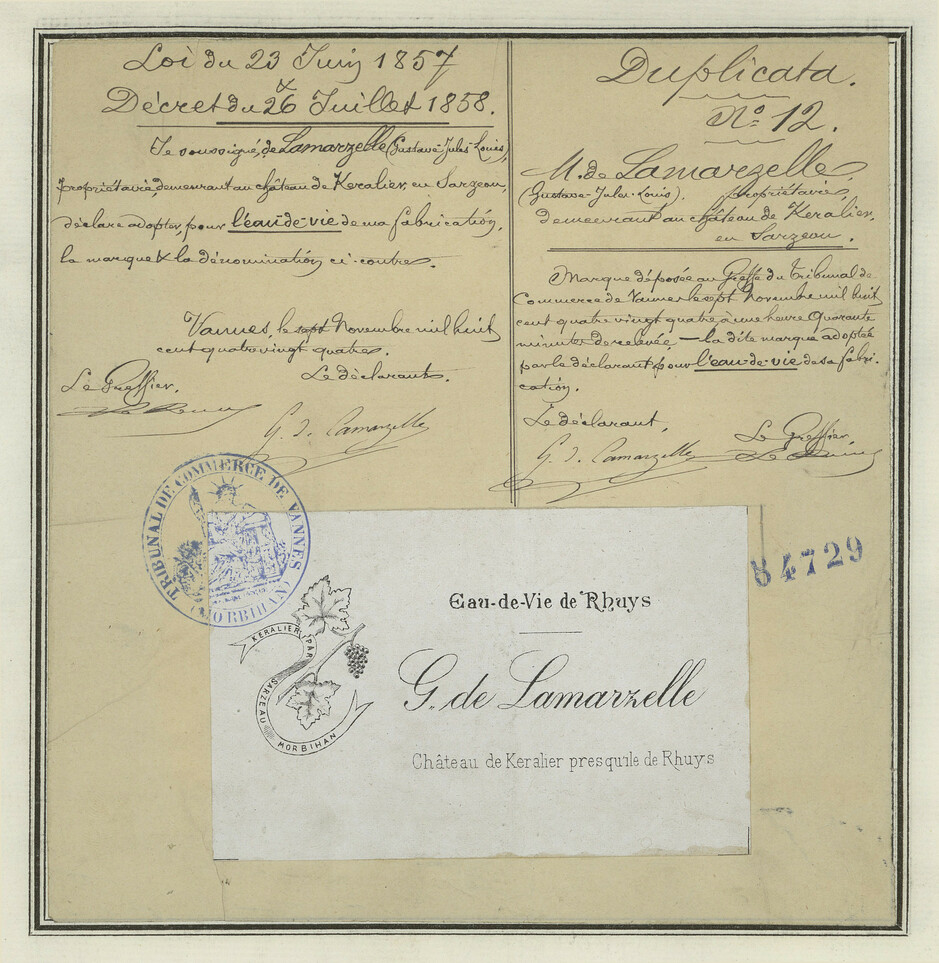 Loi du 23 Juin 1857
&
Décret du 26 Juillet 1858.
Je soussigné, de Lamarzelle (Gustave-Jules-Louis),
propriétaire, demeurant au château de Keralier, en Sarzeau,
déclare adopter, pour l'eau-de-vie de ma fabrication,
la marque & la dénomination ci-contre.
Vannes, le sept Novembre mil huit
cent quatre vingt quatre.
Le Greffier,
Le déclarant.
G. d. Lamarzelle
Duplicata.
No. 12.
M. de Lamarzelle
(Gustave-Jules-Louis), propriétaire,
demeurant au château de Keralier,
en Sarzeau.
Marque déposée au Greffe du Tribunal de
Commerce de Vannes le sept Novembre mil huit
cent quatre vingt quatre à une heure quarante
minutes de relevée, — la dite marque adoptée
par le déclarant pour l'eau-de-vie de sa fabri-
cation.
Le déclarant,
Le Greffier,
G. d. Lamarzelle
TRIBUNAL DE COMMERCE DE VANNES
(MORBIHAN)
84729
KERALIER PAR SARZEAU MORBIHAN
Eau-de-Vie de Rhuys
G. de Lamarzelle
Château de Keralier presqu'ile de Rhuys